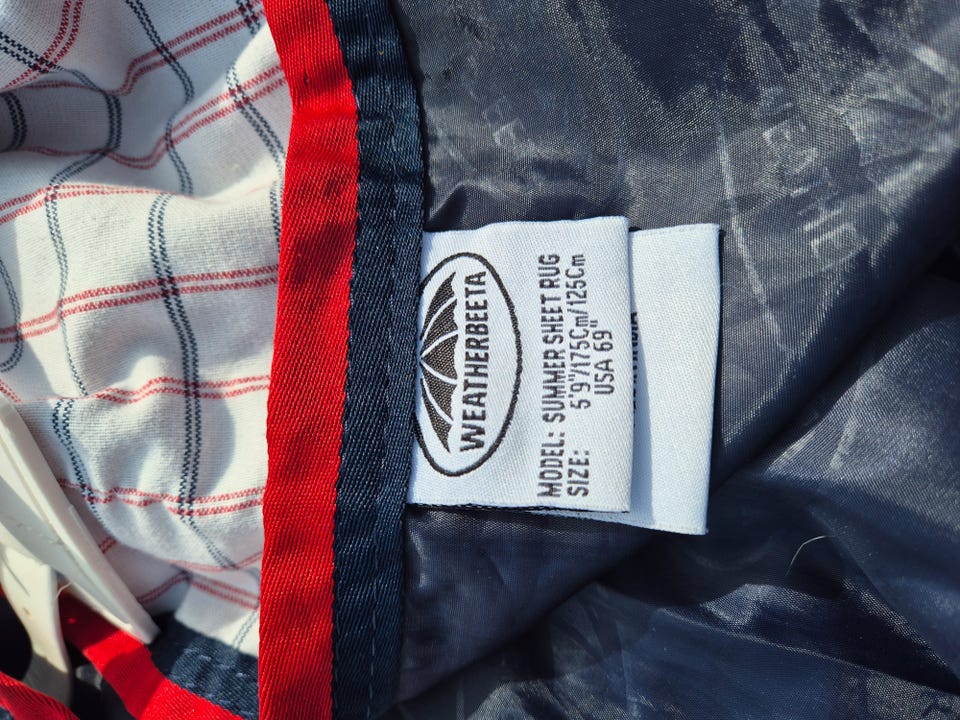 WEATHERBEETA
MODEL: SUMMER SHEET RUG
SIZE: 5'9"/175Cm/125Cm
USA 69"